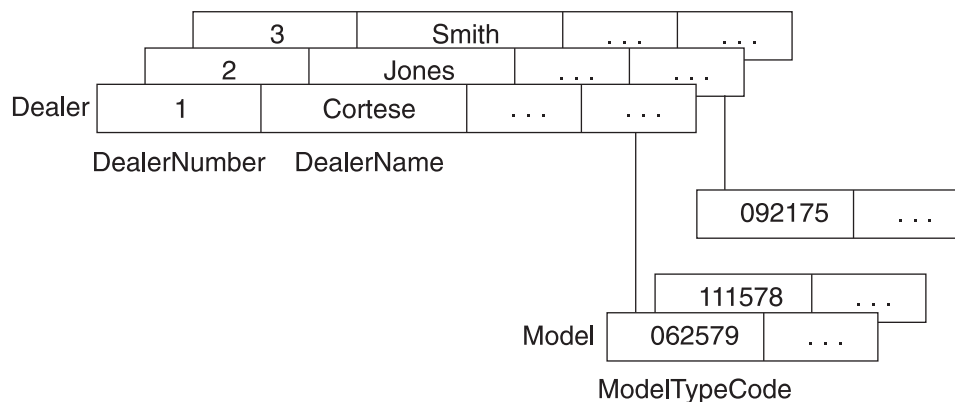 3 Smith . . . . . .
2 Jones . . . . . .
Dealer 1 Cortese . . . . . .
DealerNumber DealerName
092175 . . .
111578 . . .
Model 062579 . . .
ModelTypeCode